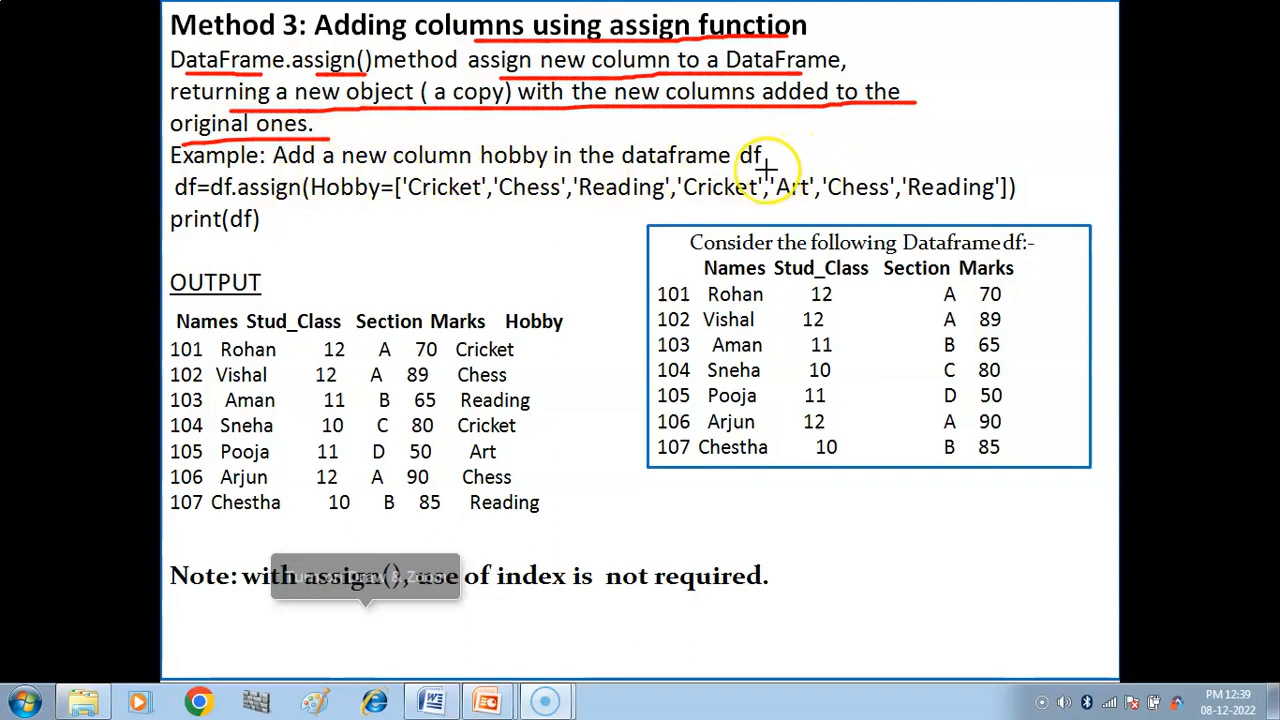 Method 3: Adding columns using assign function
DataFrame.assign()method assign new column to a DataFrame,
returning a new object ( a copy) with the new columns added to the
original ones.
Example: Add a new column hobby in the dataframe df
df=df.assign(Hobby=['Cricket','Chess','Reading','Cricket','Art','Chess','Reading'])
print(df)
OUTPUT
Names Stud_Class Section Marks Hobby
101 Rohan 12 A 70 Cricket
102 Vishal 12 A 89 Chess
103 Aman 11 B 65 Reading
104 Sneha 10 C 80 Cricket
105 Pooja 11 D 50 Art
106 Arjun 12 A 90 Chess
107 Chestha 10 B 85 Reading
Consider the following Dataframe df:-
Names Stud_Class Section Marks
101 Rohan 12 A 70
102 Vishal 12 A 89
103 Aman 11 B 65
104 Sneha 10 C 80
105 Pooja 11 D 50
106 Arjun 12 A 90
107 Chestha 10 B 85
Note: with assign(), use of index is not required.
Turn on Draw & Zoom
PM 12:39
08-12-2022